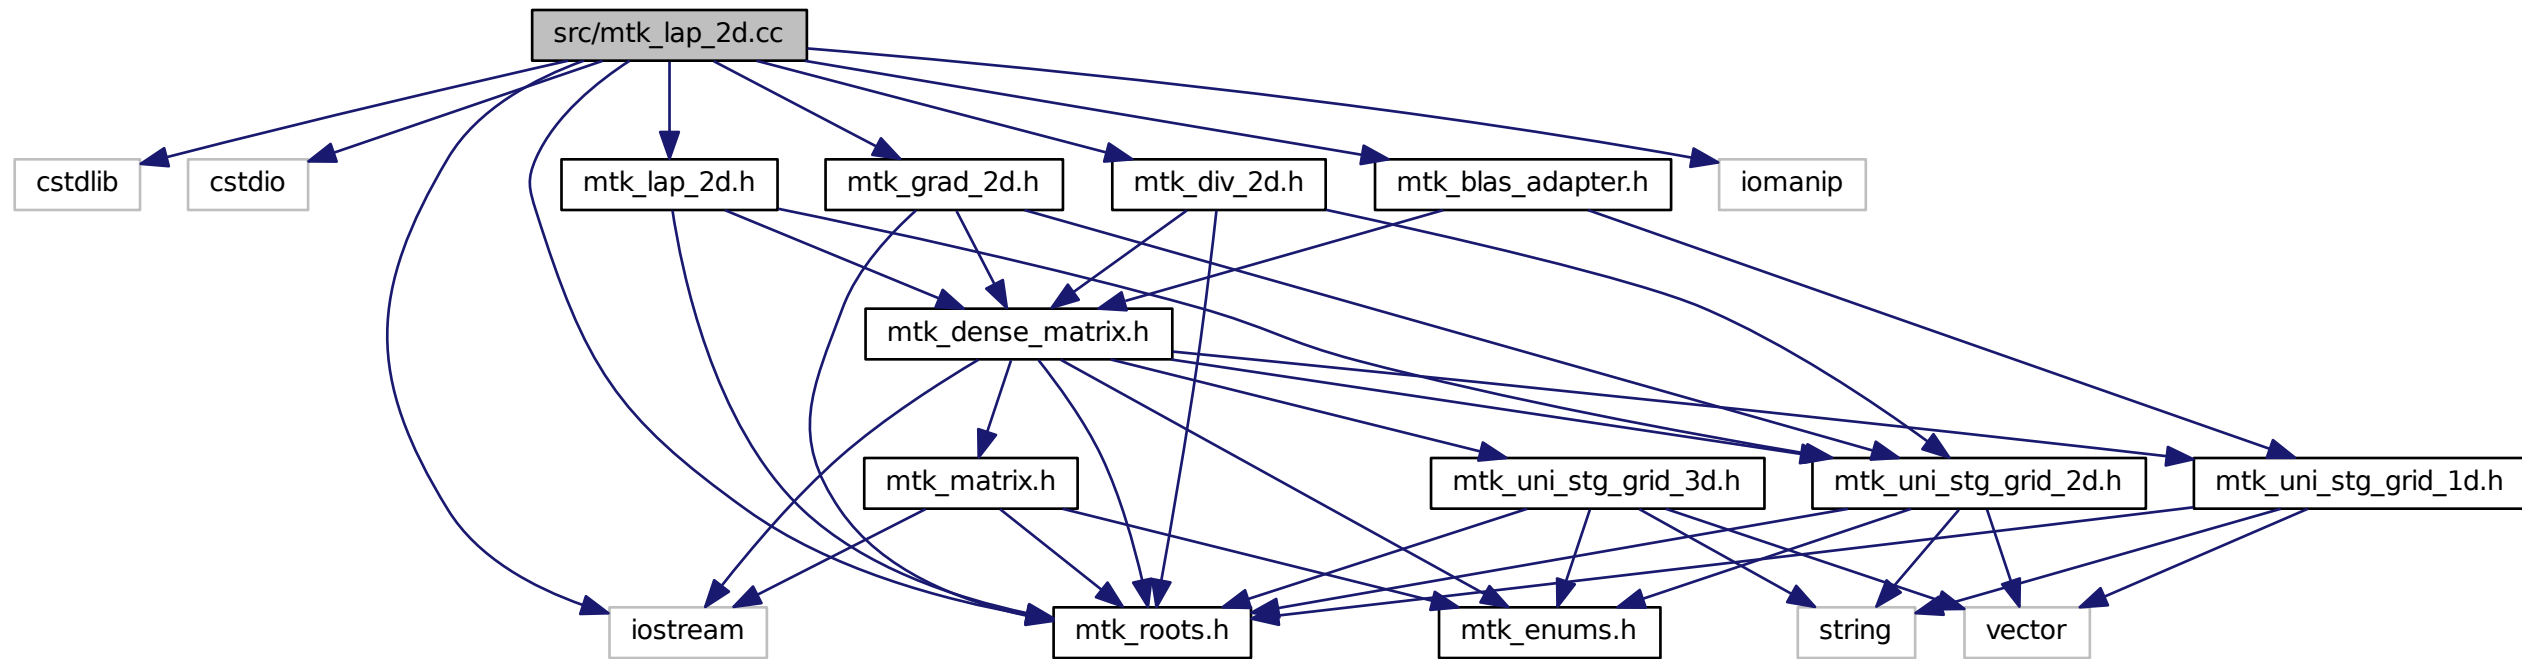 src/mtk_lap_2d.cc
cstdlib
cstdio
mtk_lap_2d.h
mtk_grad_2d.h
mtk_div_2d.h
mtk_blas_adapter.h
iomanip
mtk_dense_matrix.h
mtk_matrix.h
mtk_uni_stg_grid_3d.h
mtk_uni_stg_grid_2d.h
mtk_uni_stg_grid_1d.h
iostream
mtk_roots.h
mtk_enums.h
string
vector